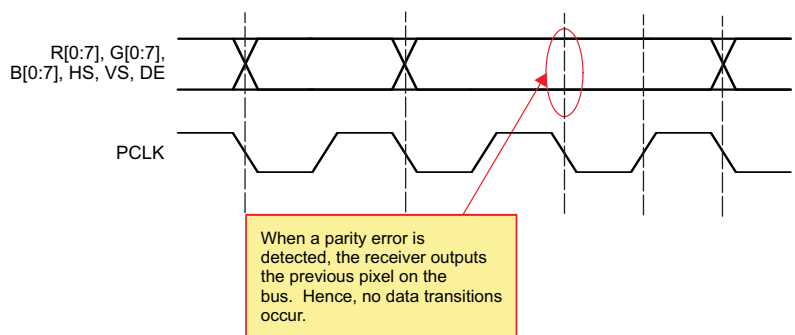 R[0:7], G[0:7],
B[0:7], HS, VS, DE
PCLK
When a parity error is
detected, the receiver outputs
the previous pixel on the
bus.  Hence, no data transitions
occur.